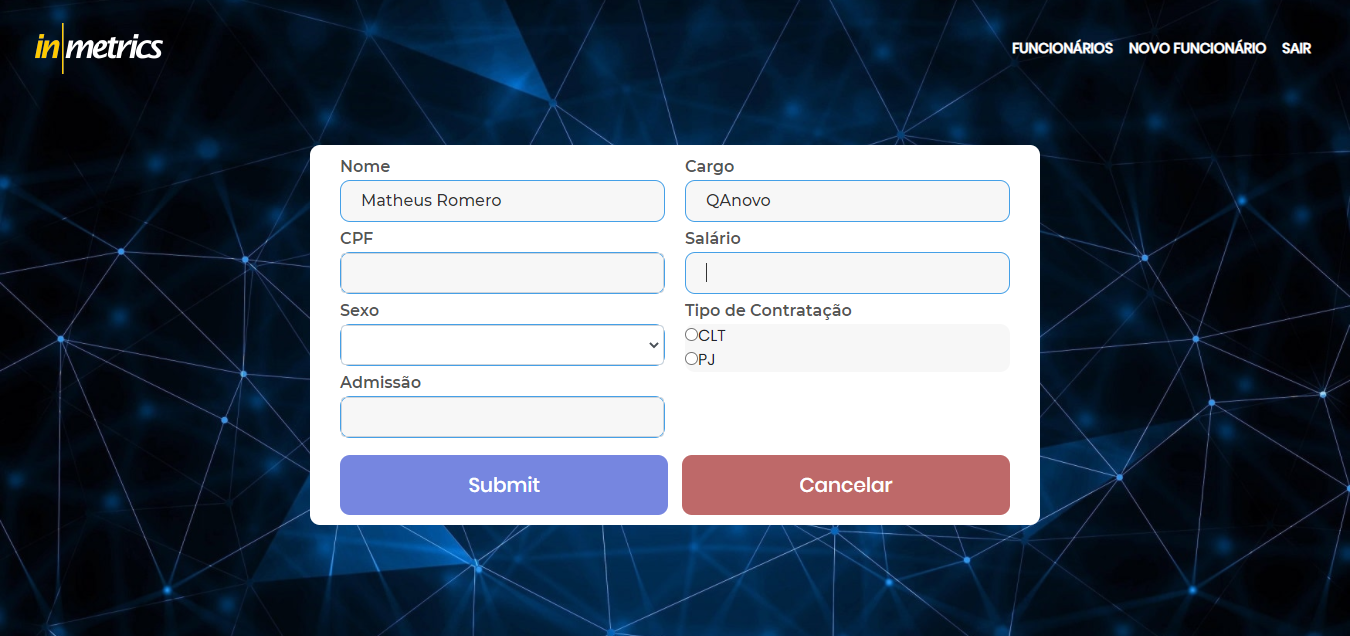 in|metrics
FUNCIONÁRIOS NOVO FUNCIONÁRIO SAIR
Nome Cargo
Matheus Romero QAnovo
CPF Salário
Sexo Tipo de Contratação
CLT
PJ
Admissão
Submit Cancelar